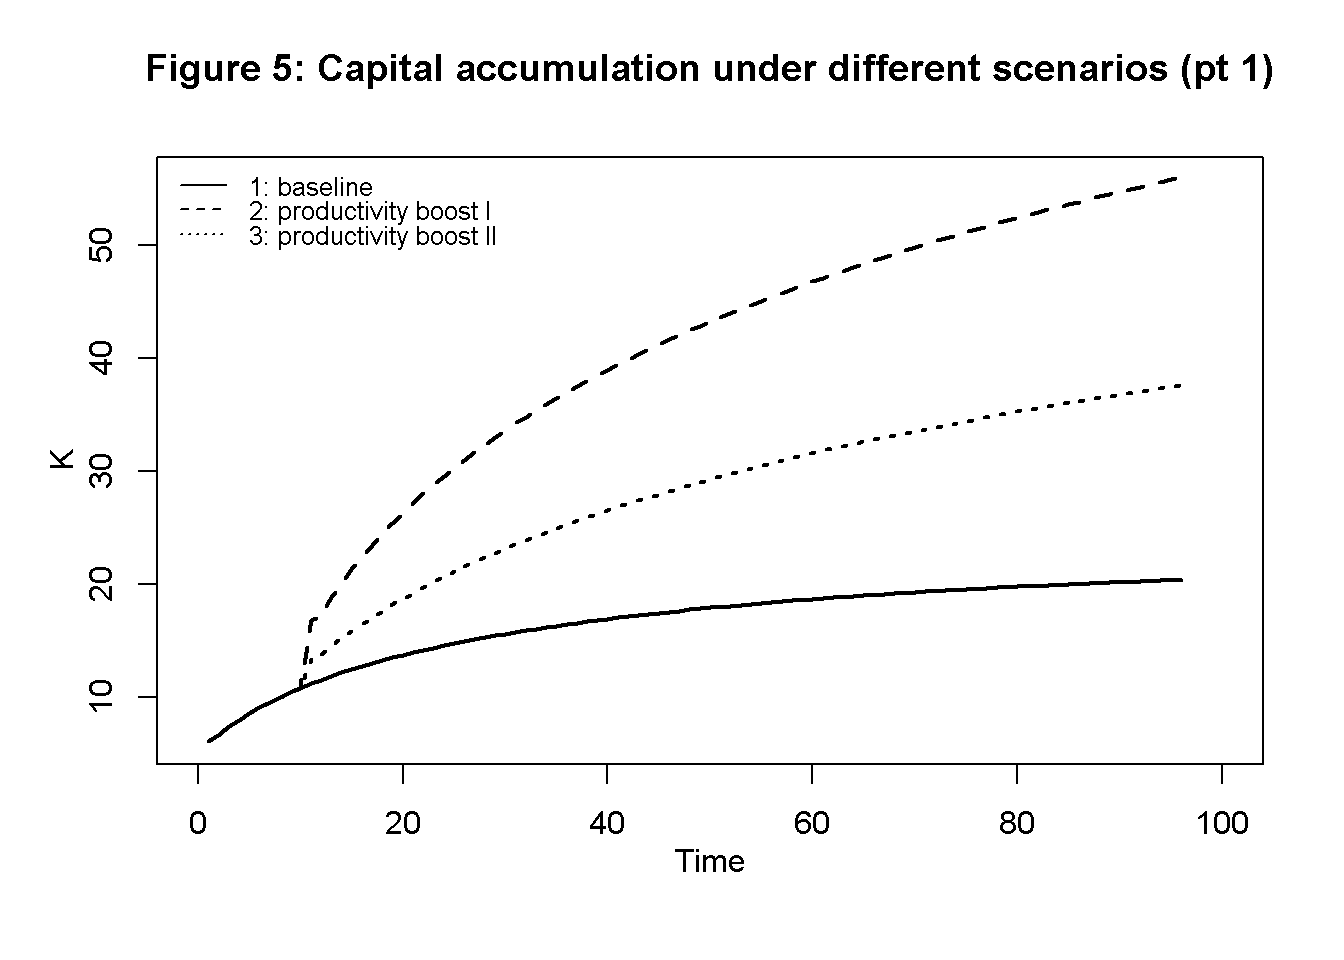 Figure 5: Capital accumulation under different scenarios (pt 1)
1: baseline
2: productivity boost I
3: productivity boost II
50
40
30
20
10
K
0 20 40 60 80 100
Time